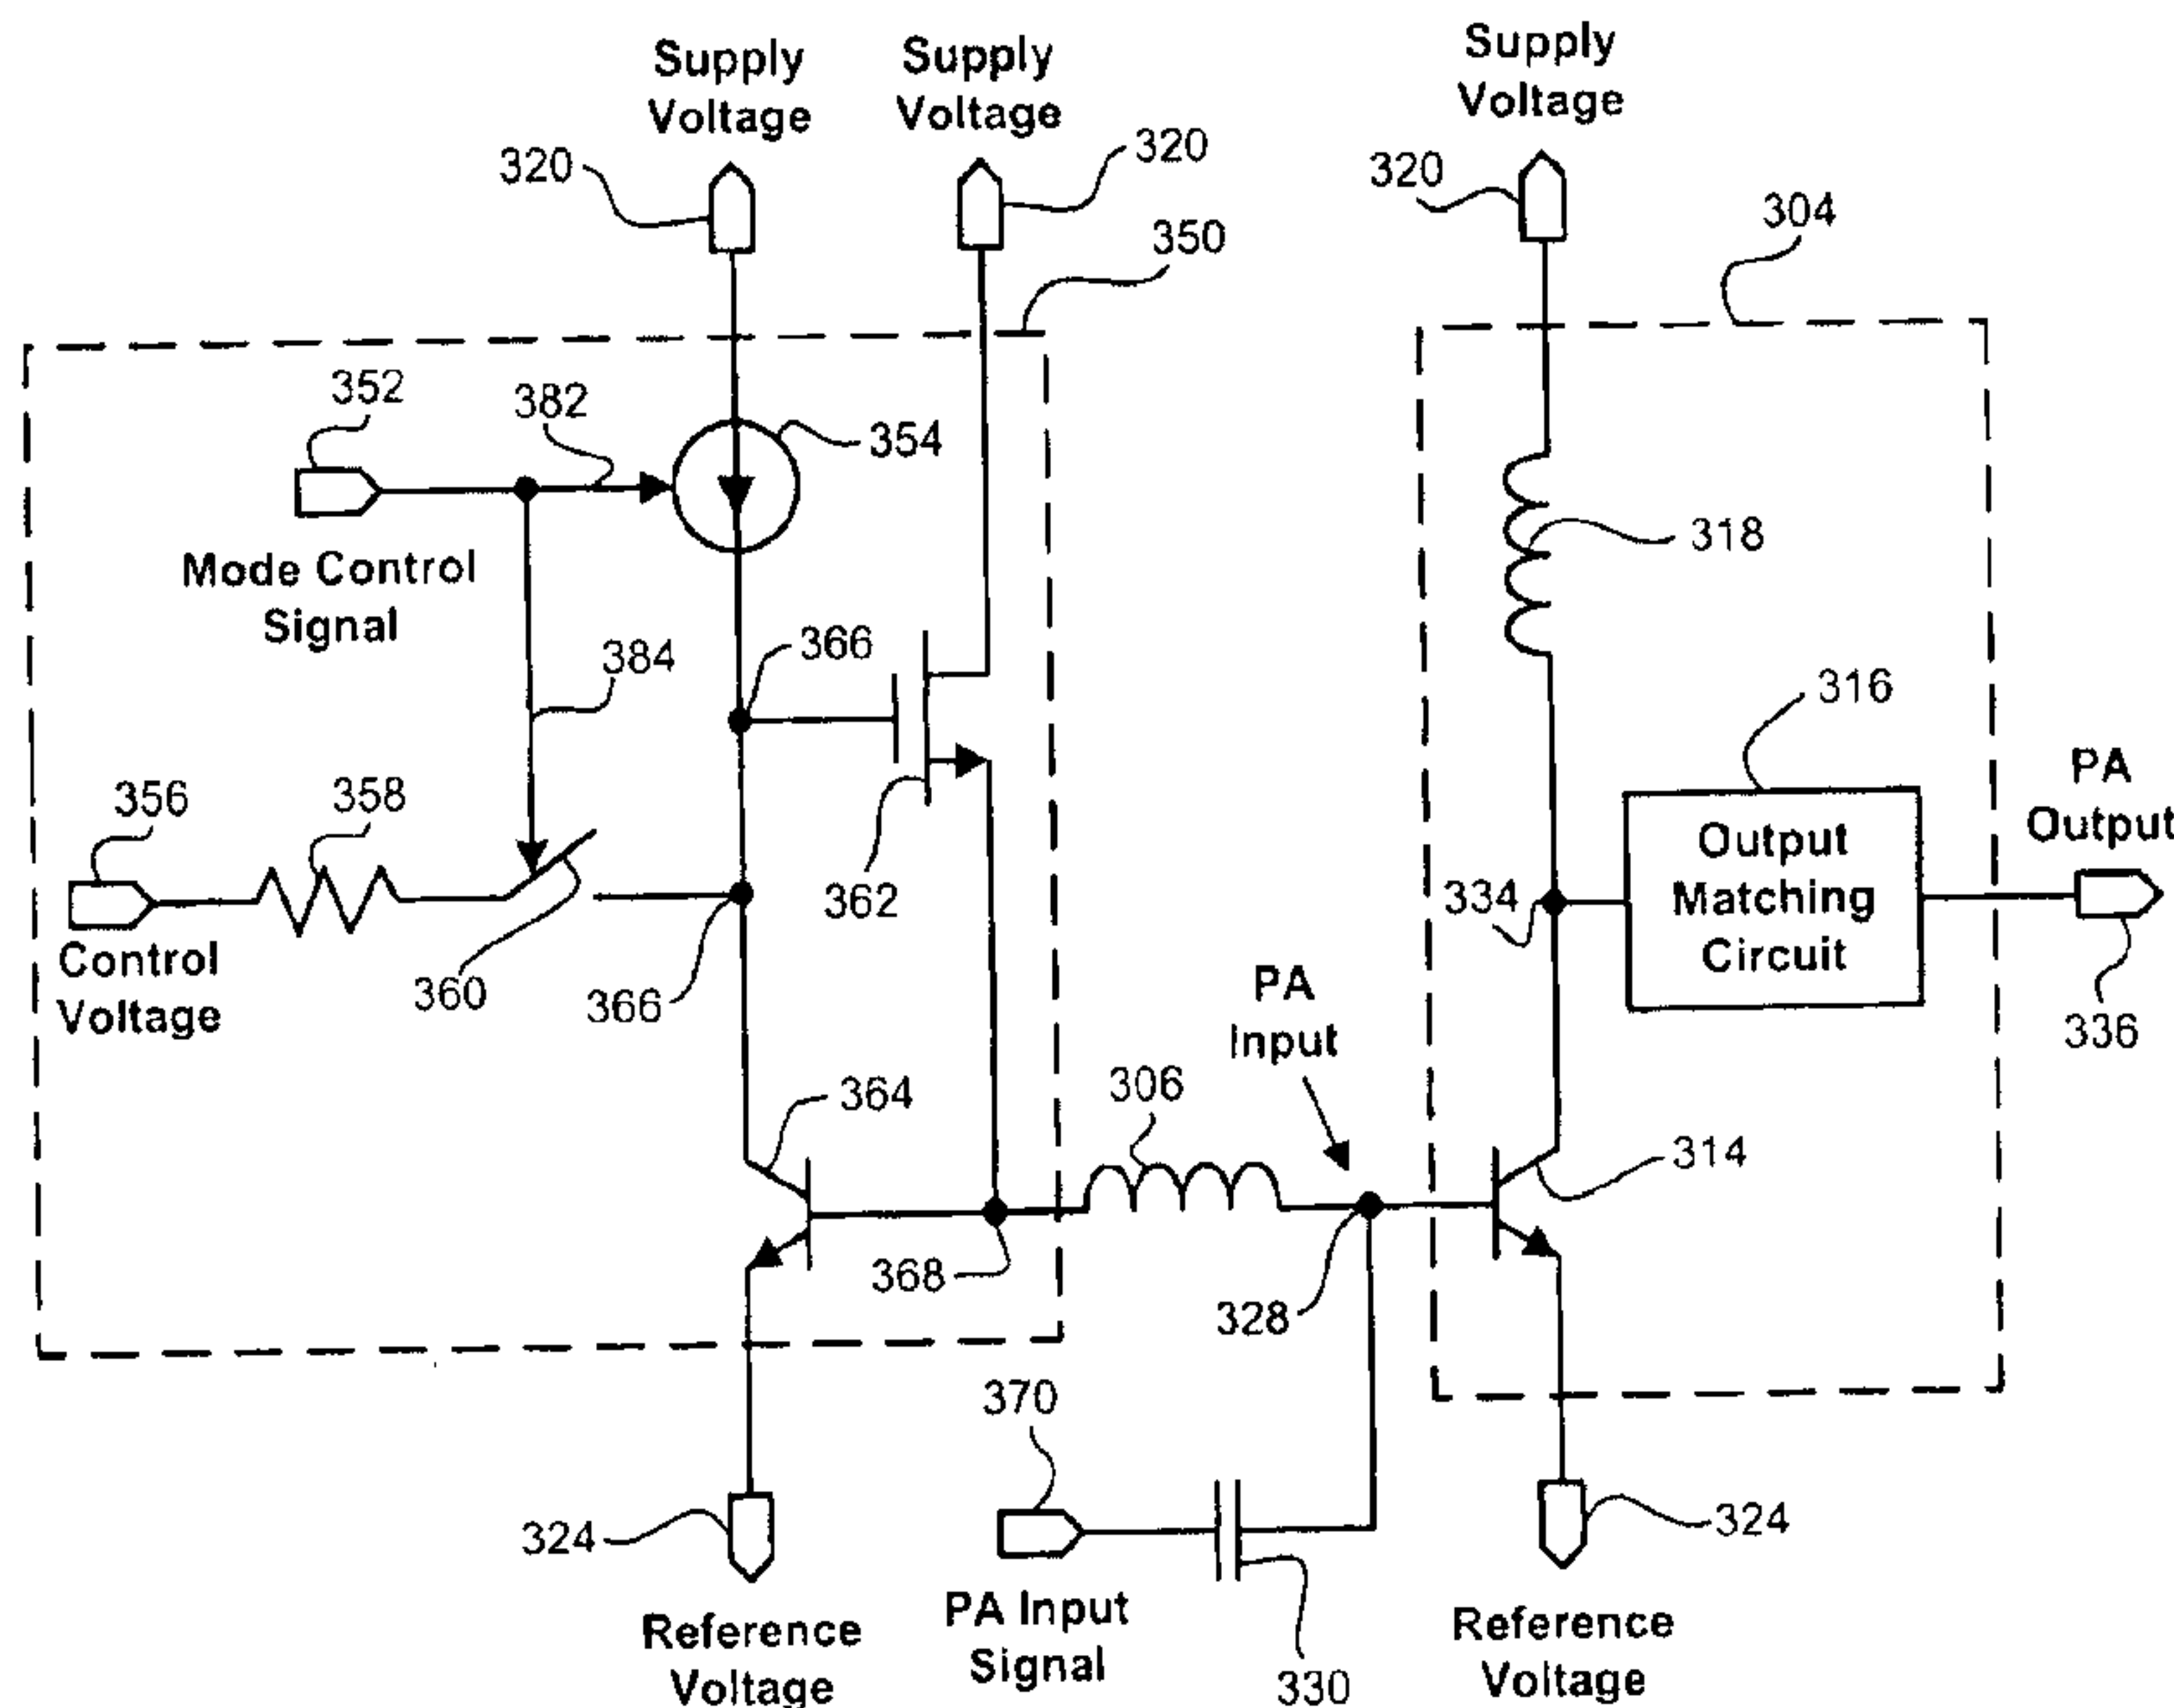 Supply
Voltage
Supply
Voltage
Supply
Voltage
320
320
320
304
350
352
382
354
Mode Control
Signal
318
366
384
316
356
358
PA
Output
Output
Matching
Circuit
362
334
Control
Voltage
360
366
PA
Input
336
364
306
314
368
328
370
324
324
PA Input
Signal
Reference
Voltage
330
Reference
Voltage